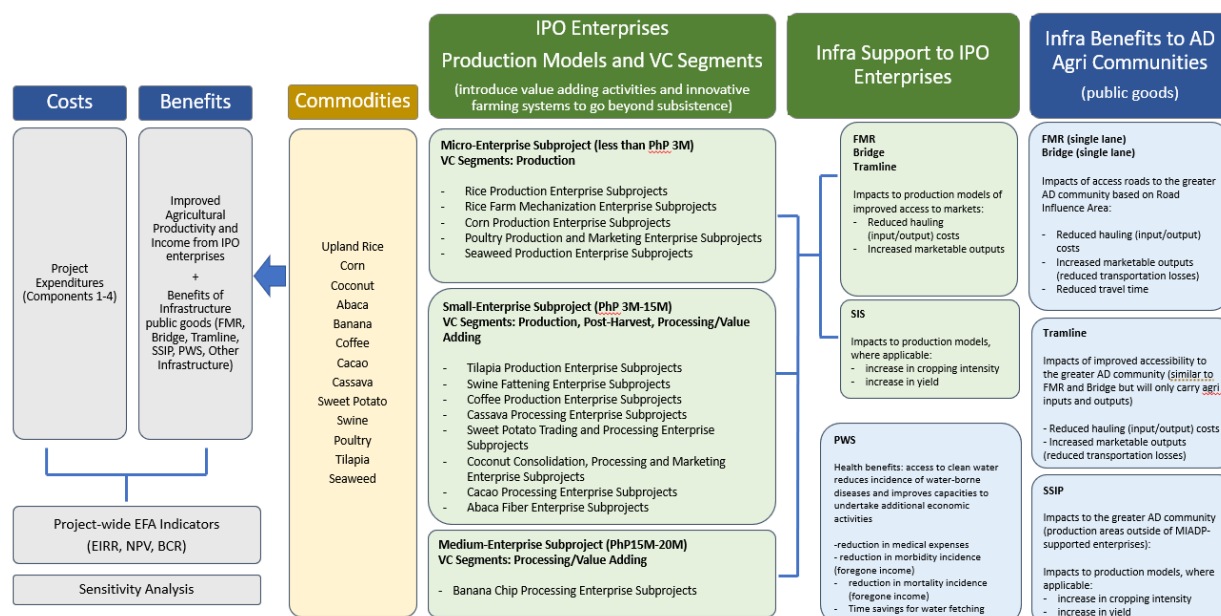 Costs
Benefits
Project Expenditures
(Components 1-4)
Improved
Agricultural
Productivity and
Income from IPO
enterprises
+
Benefits of
Infrastructure
public goods (FMR,
Bridge, Tramline,
SSIP, PWS, Other
Infrastructure)
Project-wide EFA Indicators
(EIRR, NPV, BCR)
Sensitivity Analysis
Commodities
Upland Rice
Corn
Coconut
Abaca
Banana
Coffee
Cacao
Cassava
Sweet Potato
Swine
Poultry
Tilapia
Seaweed
IPO Enterprises
Production Models and VC Segments
(introduce value adding activities and innovative
farming systems to go beyond subsistence)
Micro-Enterprise Subproject (less than PhP 3M)
VC Segments: Production
- Rice Production Enterprise Subprojects
- Rice Farm Mechanization Enterprise Subprojects
- Corn Production Enterprise Subprojects
- Poultry Production and Marketing Enterprise Subprojects
- Seaweed Production Enterprise Subprojects
Small-Enterprise Subproject (PhP 3M-15M)
VC Segments: Production, Post-Harvest, Processing/Value
Adding
- Tilapia Production Enterprise Subprojects
- Swine Fattening Enterprise Subprojects
- Coffee Production Enterprise Subprojects
- Cassava Processing Enterprise Subprojects
- Sweet Potato Trading and Processing Enterprise
Subprojects
- Coconut Consolidation, Processing and Marketing
Enterprise Subprojects
- Cacao Processing Enterprise Subprojects
- Abaca Fiber Enterprise Subprojects
Medium-Enterprise Subproject (PhP15M-20M)
VC Segments: Processing/Value Adding
- Banana Chip Processing Enterprise Subprojects
Infra Support to IPO
Enterprises
FMR
Bridge
Tramline
Impacts to production models of
improved access to markets:
- Reduced hauling
(input/output) costs
- Increased marketable outputs
SIS
Impacts to production models,
where applicable:
- increase in cropping intensity
- increase in yield
PWS
Health benefits: access to clean water
reduces incidence of water-borne
diseases and improves capacities to
undertake additional economic
activities
-reduction in medical expenses
- reduction in morbidity incidence
(foregone income)
- reduction in mortality incidence
(foregone income)
- Time savings for water fetching
Infra Benefits to AD
Agri Communities
(public goods)
FMR (single lane)
Bridge (single lane)
Impacts of access roads to the greater
AD community based on Road
Influence Area:
- Reduced hauling (input/output)
costs
- Increased marketable outputs
(reduced transportation losses)
- Reduced travel time
Tramline
Impacts of improved accessibility to
the greater AD community (similar to
FMR and Bridge but will only carry agri
inputs and outputs)
- Reduced hauling (input/output) costs
- Increased marketable outputs
(reduced transportation losses)
SSIP
Impacts to the greater AD community
(production areas outside of MIADP-
supported enterprises):
Impacts to production models, where
applicable:
- increase in cropping intensity
- increase in yield